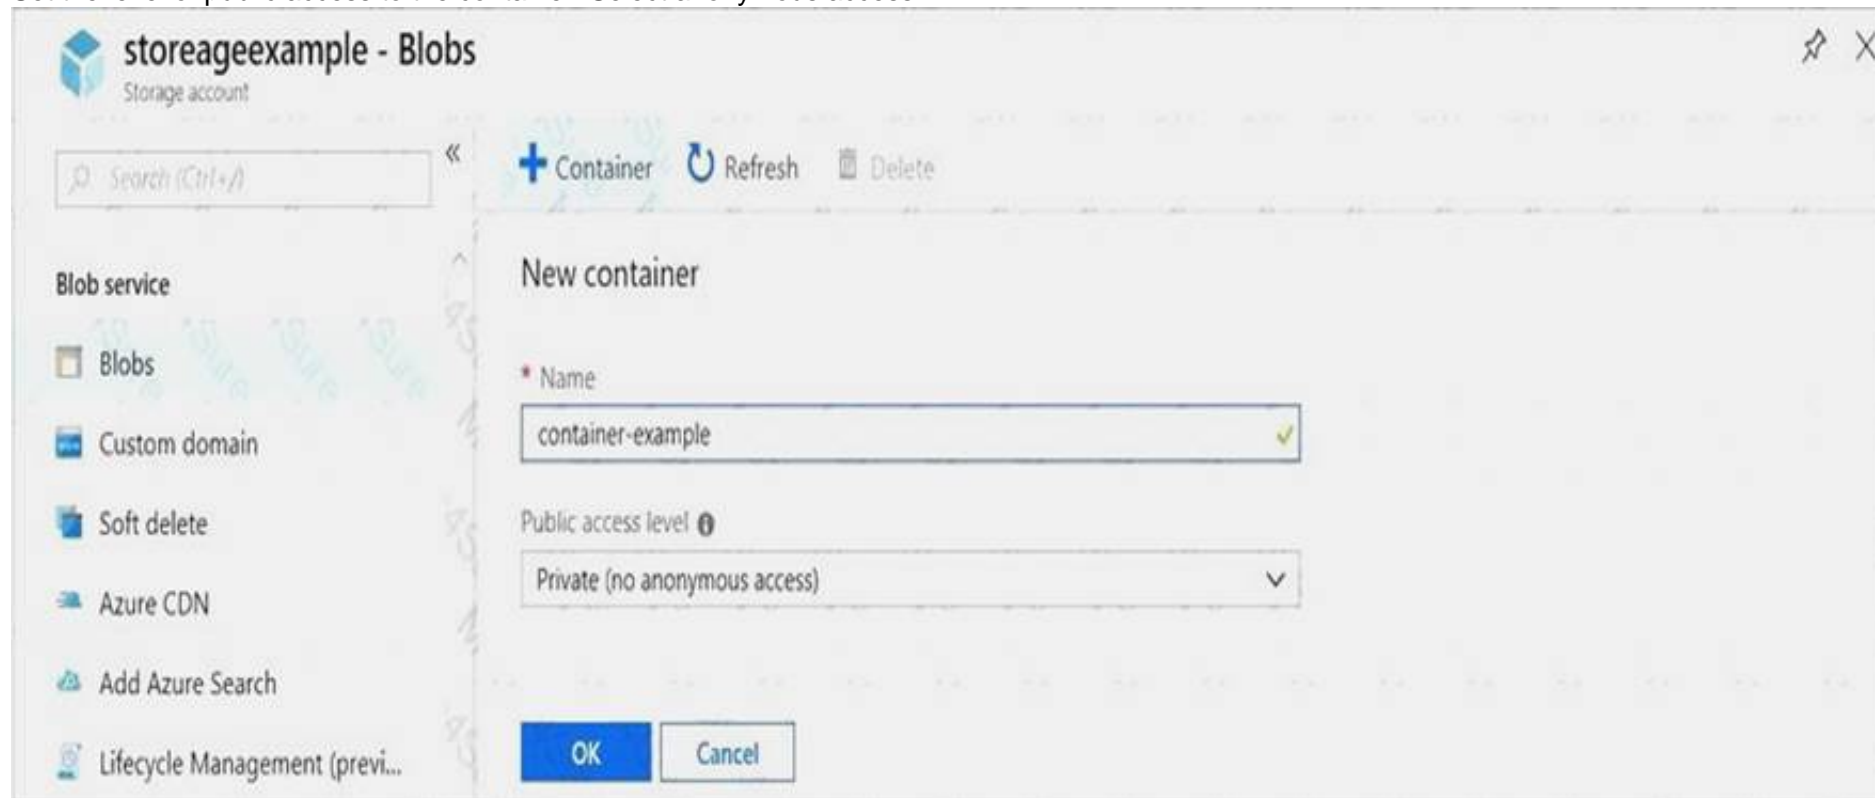 storeageexample - Blobs
Storage account
Search (Ctrl+/)
«
Container
Refresh
Delete
Blob service
Blobs
Custom domain
Soft delete
Azure CDN
Add Azure Search
Lifecycle Management (previ...
New container
* Name
container-example
Public access level
Private (no anonymous access)
OK
Cancel